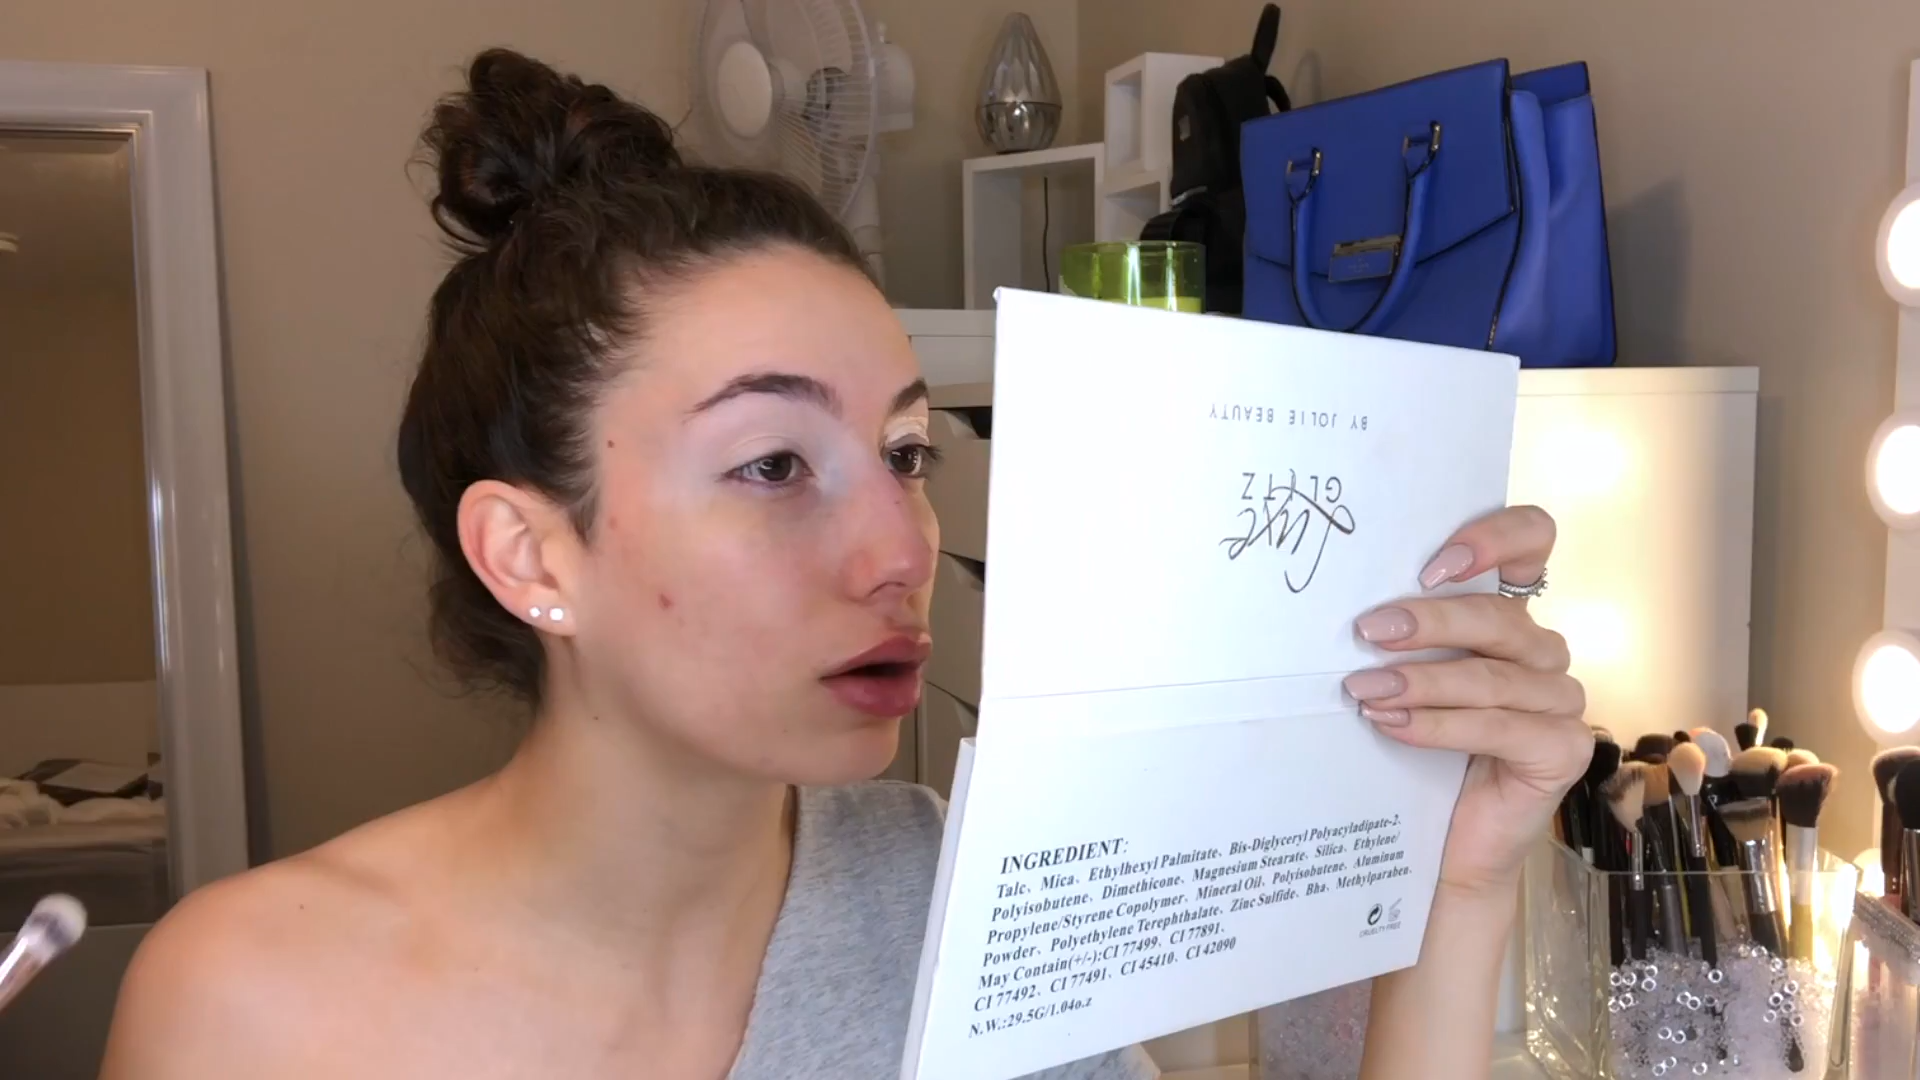 BY JOLIE BEAUTY
GLITZ
Luxe
INGREDIENT:
Talc、Mica、Ethylhexyl Palmitate、Bis-Diglyceryl Polyacyladipate-2、
Polyisobutene、Dimethicone、Magnesium Stearate、Silica、Ethylene/
Propylene/Styrene Copolymer、Mineral Oil、Polyisobutene、Aluminum
Powder、Polyethylene Terephthalate、Zinc Sulfide、Bha、Methylparaben、
May Contain(+/-):CI 77499、CI 77891、
CI 77492、CI 77491、CI 45410、CI 42090
N.W.:29.5G/1.04o.z
CRUELTY FREE